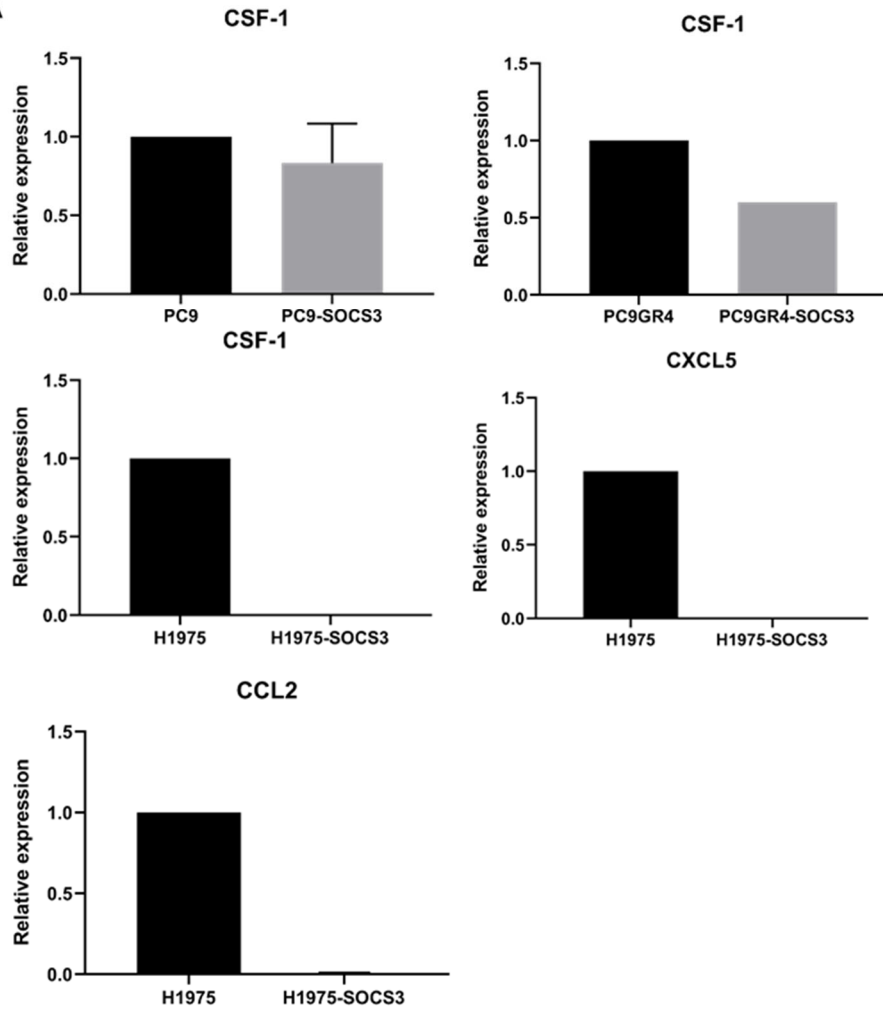 CSF-1
Relative expression
1.5
1.0
0.5
0.0
PC9 PC9-SOCS3
CSF-1
Relative expression
1.5
1.0
0.5
0.0
PC9GR4 PC9GR4-SOCS3
CSF-1
Relative expression
1.5
1.0
0.5
0.0
H1975 H1975-SOCS3
CXCL5
Relative expression
1.5
1.0
0.5
0.0
H1975 H1975-SOCS3
CCL2
Relative expression
1.5
1.0
0.5
0.0
H1975 H1975-SOCS3